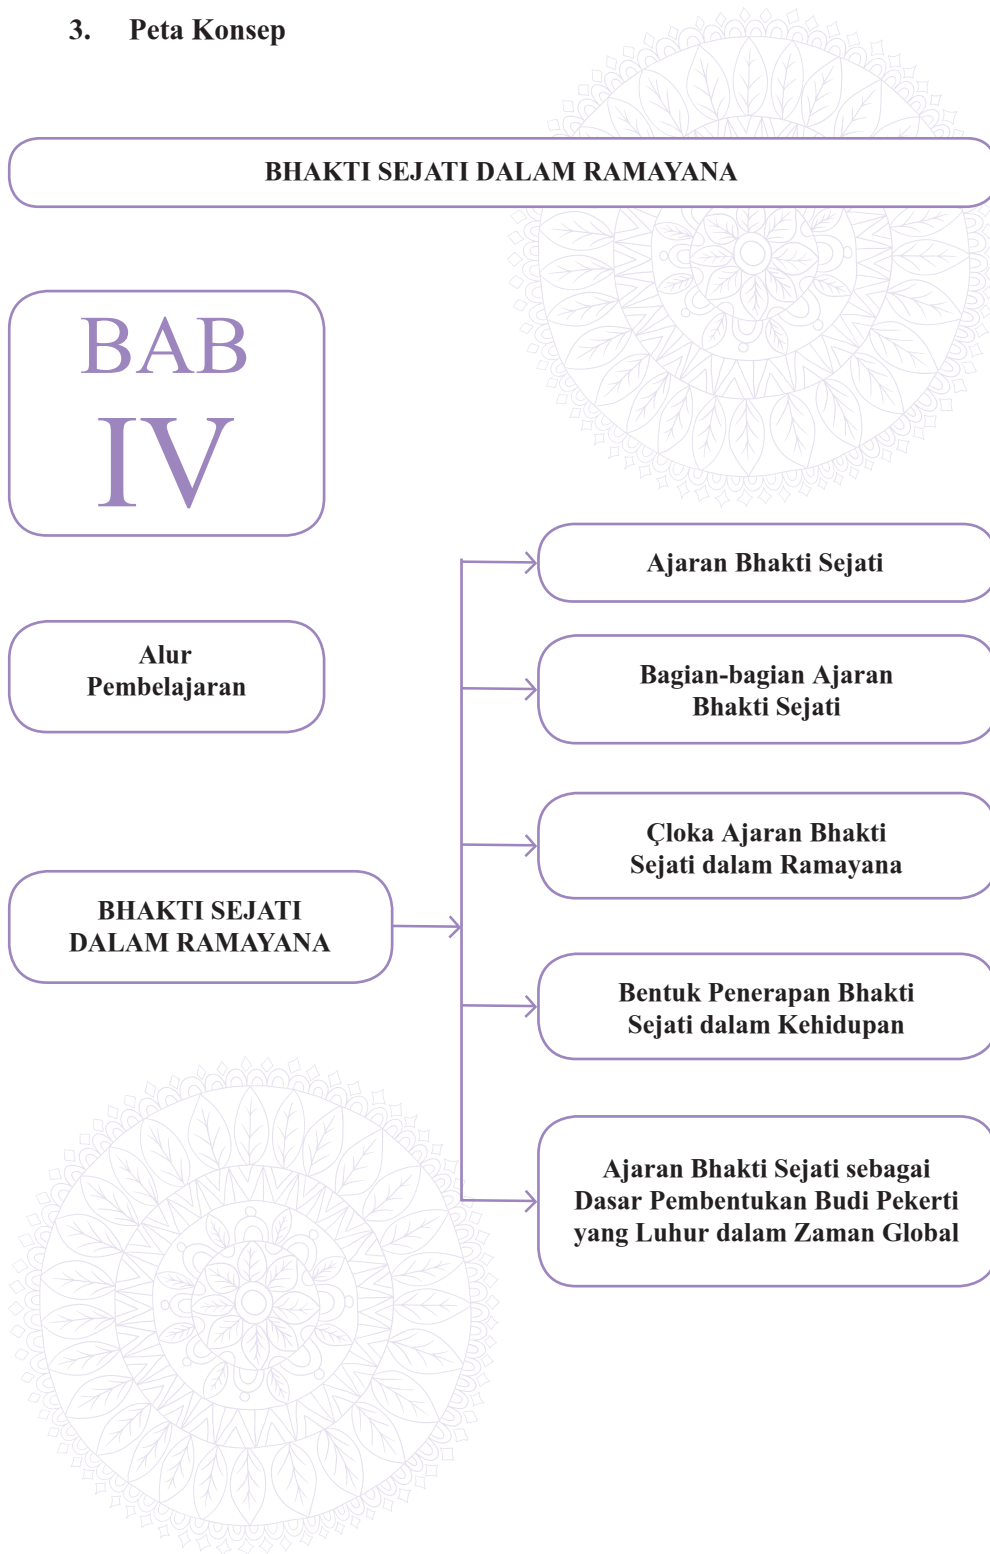 3. Peta Konsep
BHAKTI SEJATI DALAM RAMAYANA
BAB
IV
Alur
Pembelajaran
BHAKTI SEJATI
DALAM RAMAYANA
Ajaran Bhakti Sejati
Bagian-bagian Ajaran
Bhakti Sejati
Çloka Ajaran Bhakti
Sejati dalam Ramayana
Bentuk Penerapan Bhakti
Sejati dalam Kehidupan
Ajaran Bhakti Sejati sebagai
Dasar Pembentukan Budi Pekerti
yang Luhur dalam Zaman Global